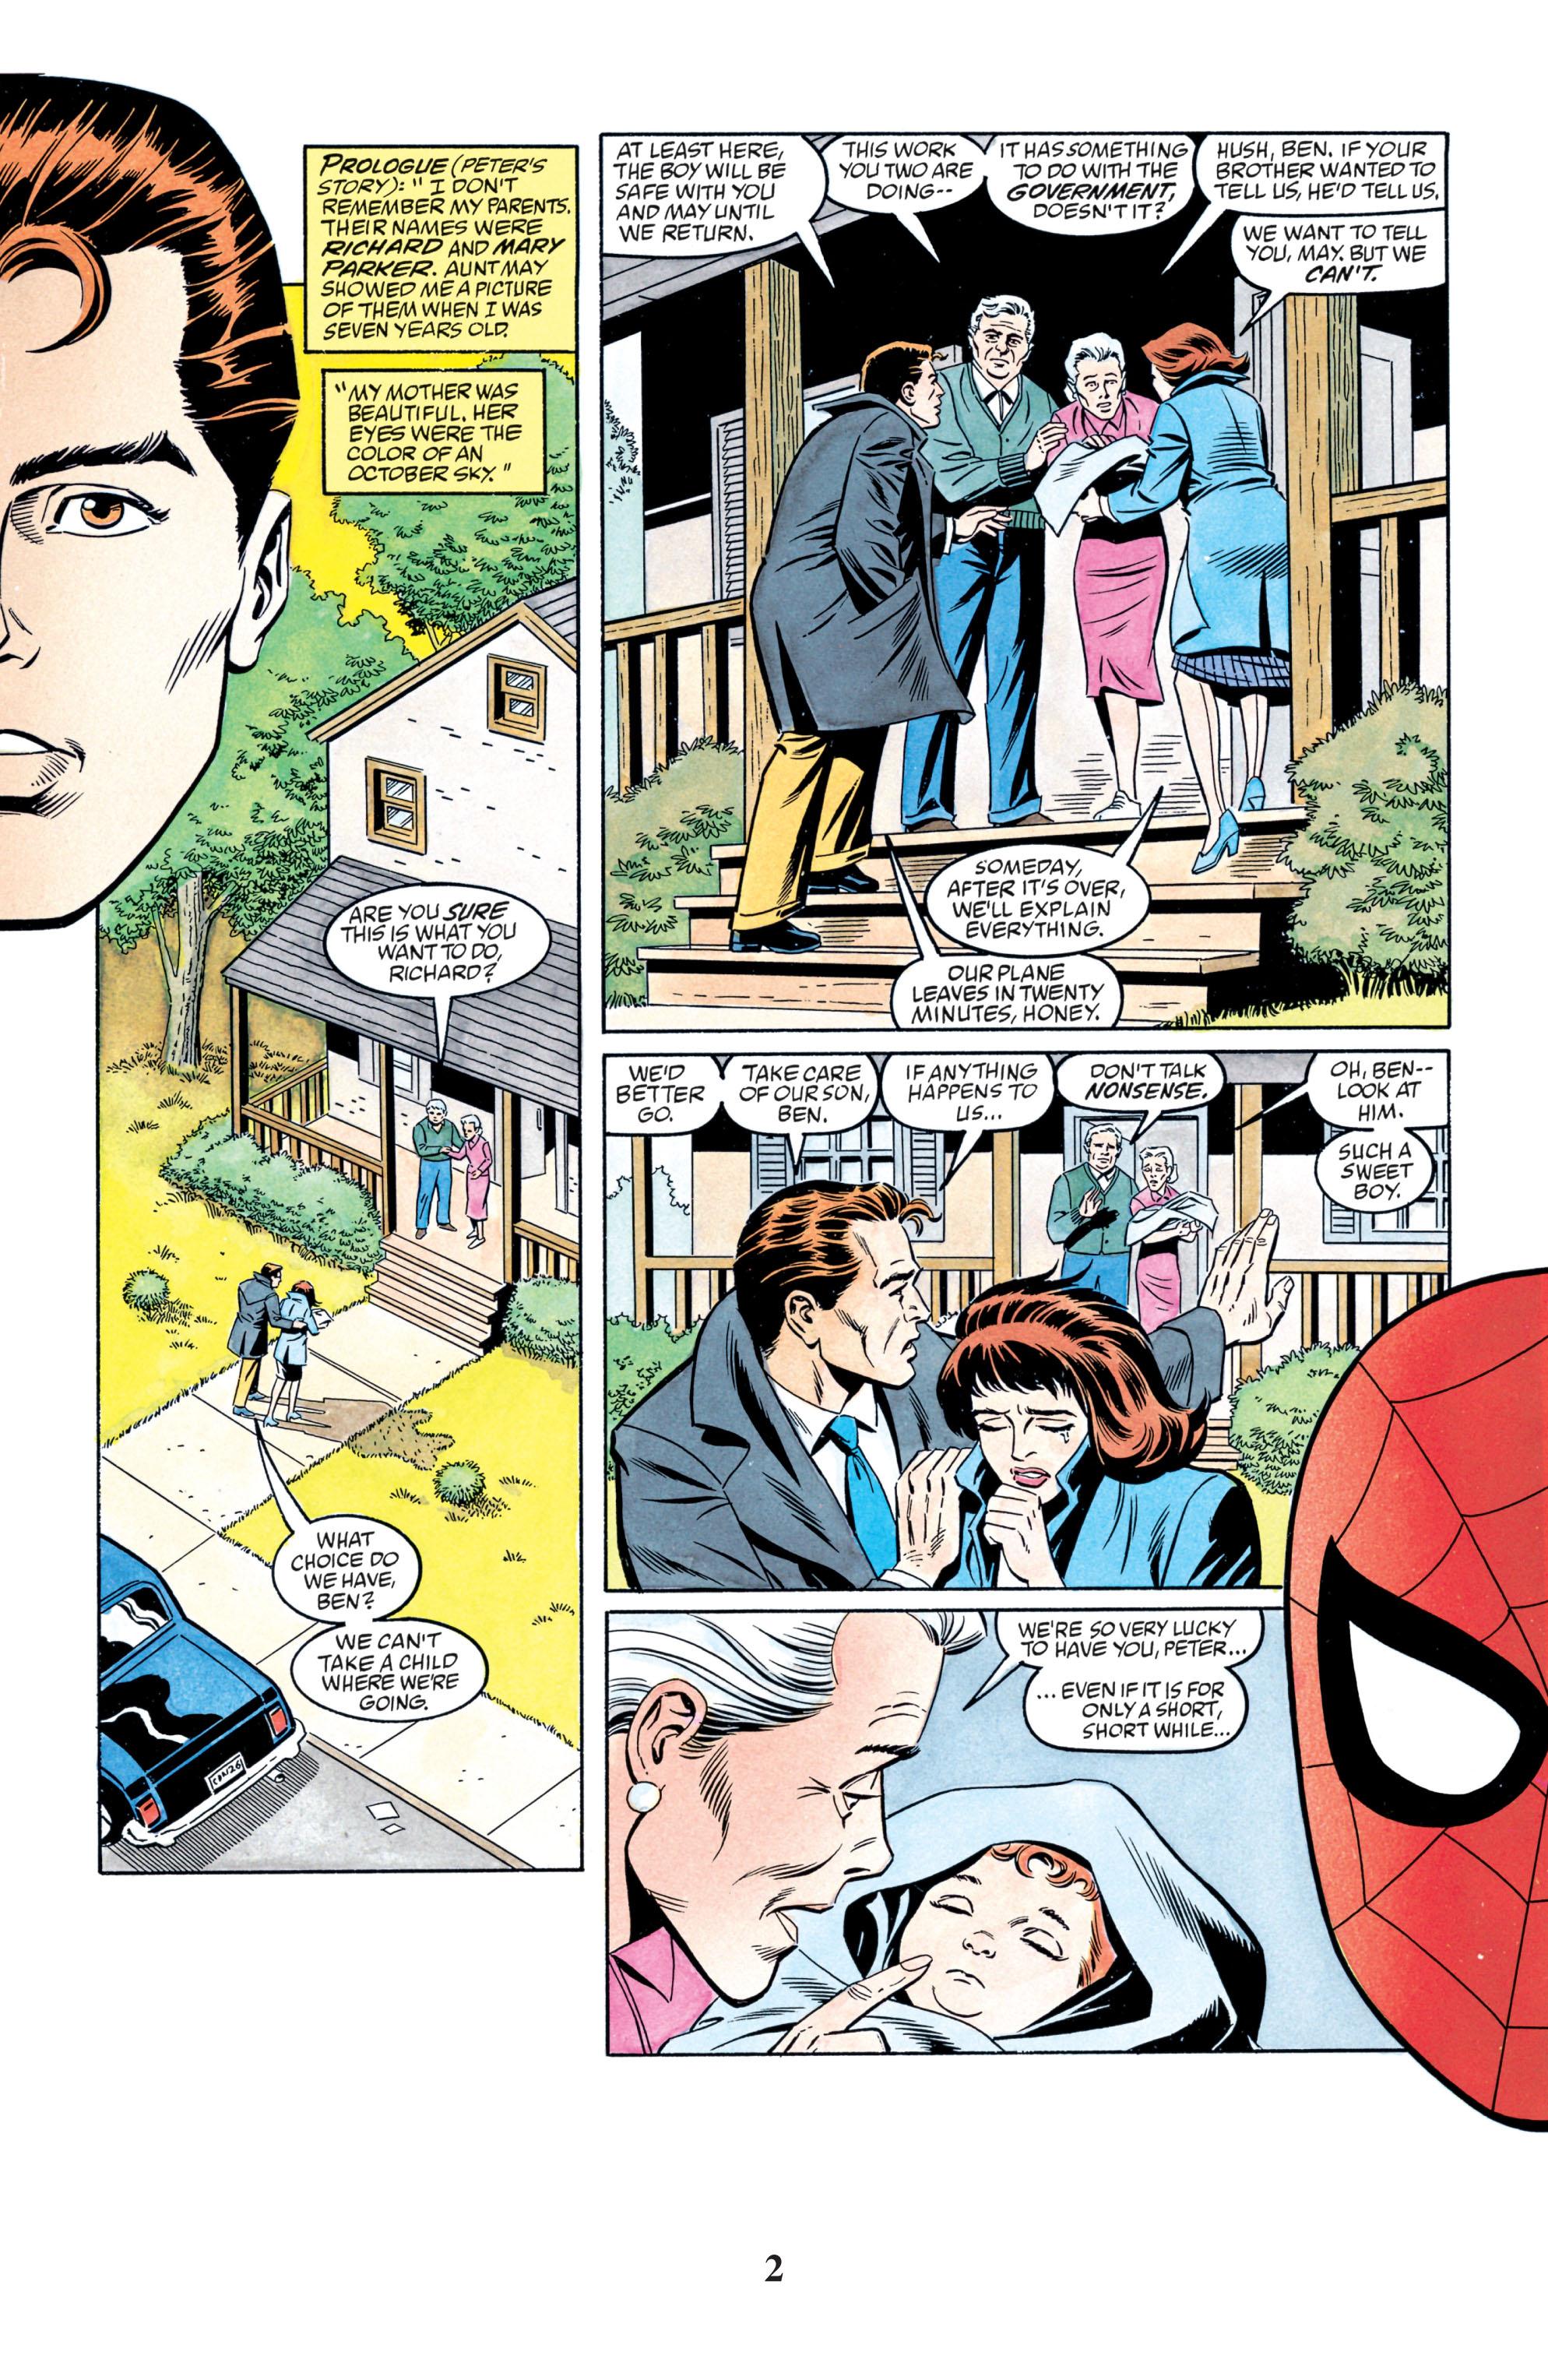 PROLOGUE (PETER'S
STORY): " I DON'T
REMEMBER MY PARENTS.
THEIR NAMES WERE
RICHARD AND MARY
PARKER. AUNT MAY
SHOWED ME A PICTURE
OF THEM WHEN I WAS
SEVEN YEARS OLD.
"MY MOTHER WAS
BEAUTIFUL. HER
EYES WERE THE
COLOR OF AN
OCTOBER SKY."
ARE YOU SURE
THIS IS WHAT YOU
WANT TO DO,
RICHARD?
WHAT
CHOICE DO
WE HAVE,
BEN?
WE CAN'T
TAKE A CHILD
WHERE WE'RE
GOING.
AT LEAST HERE,
THE BOY WILL BE
SAFE WITH YOU
AND MAY UNTIL
WE RETURN.
THIS WORK
YOU TWO ARE
DOING--
IT HAS SOMETHING
TO DO WITH THE
GOVERNMENT,
DOESN'T IT?
HUSH, BEN. IF YOUR
BROTHER WANTED TO
TELL US, HE'D TELL US.
WE WANT TO TELL
YOU, MAY. BUT WE
CAN'T.
SOMEDAY,
AFTER IT'S OVER,
WE'LL EXPLAIN
EVERYTHING.
OUR PLANE
LEAVES IN TWENTY
MINUTES, HONEY.
WE'D
BETTER
GO.
TAKE CARE
OF OUR SON,
BEN.
IF ANYTHING
HAPPENS TO
US...
DON'T TALK
NONSENSE.
OH, BEN--
LOOK AT
HIM.
SUCH A
SWEET
BOY.
WE'RE SO VERY LUCKY
TO HAVE YOU, PETER...
... EVEN IF IT IS FOR
ONLY A SHORT,
SHORT WHILE...
2